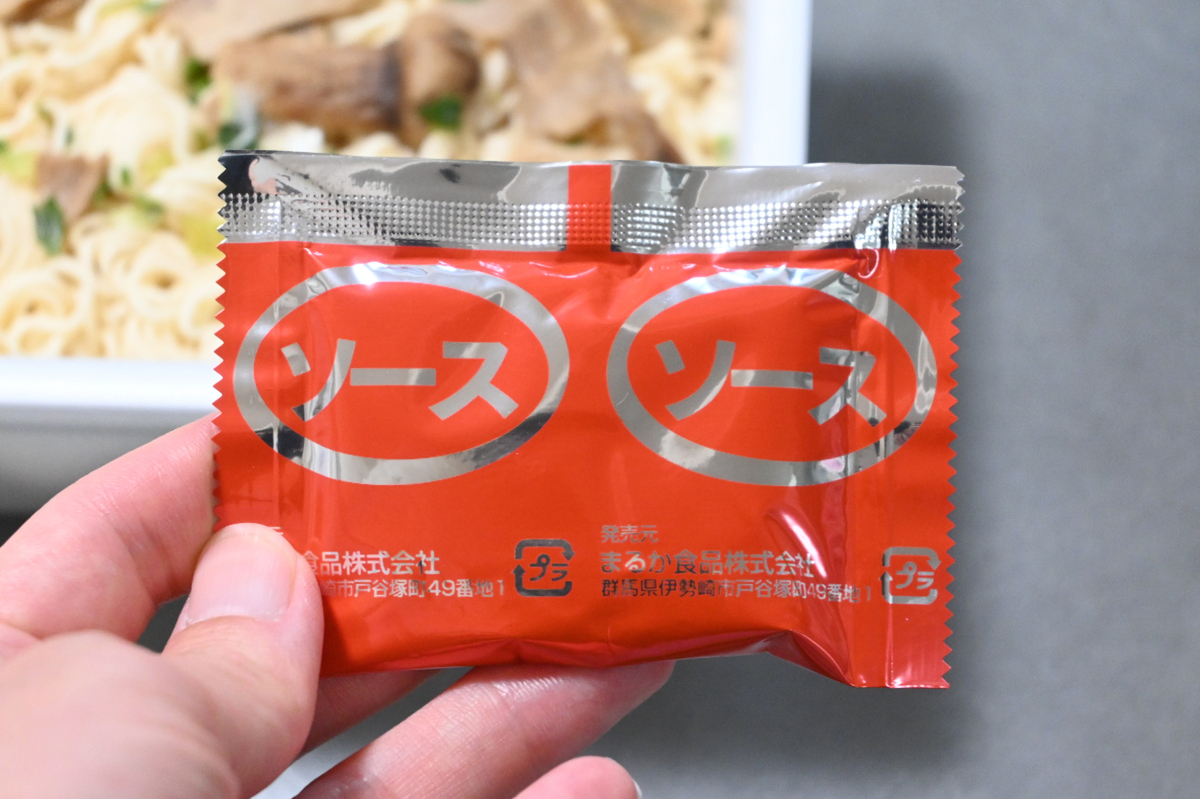 ソース ソース
発売元
食品株式会社 プラ まるか食品株式会社 プラ
崎市戸谷塚町49番地1 群馬県伊勢崎市戸谷塚町49番地1